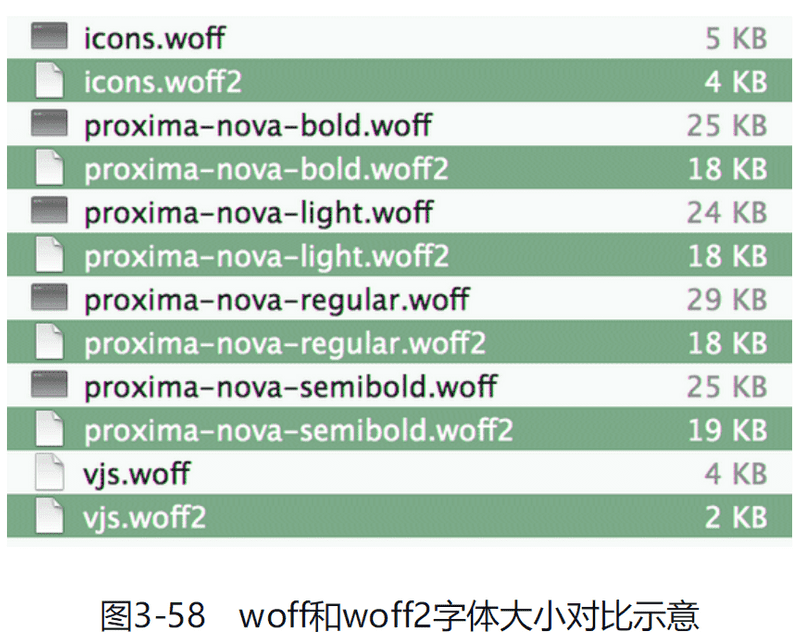 icons.woff 5 KB
icons.woff2 4 KB
proxima-nova-bold.woff 25 KB
proxima-nova-bold.woff2 18 KB
proxima-nova-light.woff 24 KB
proxima-nova-light.woff2 18 KB
proxima-nova-regular.woff 29 KB
proxima-nova-regular.woff2 18 KB
proxima-nova-semibold.woff 25 KB
proxima-nova-semibold.woff2 19 KB
vjs.woff 4 KB
vjs.woff2 2 KB
图3-58 woff和woff2字体大小对比示意